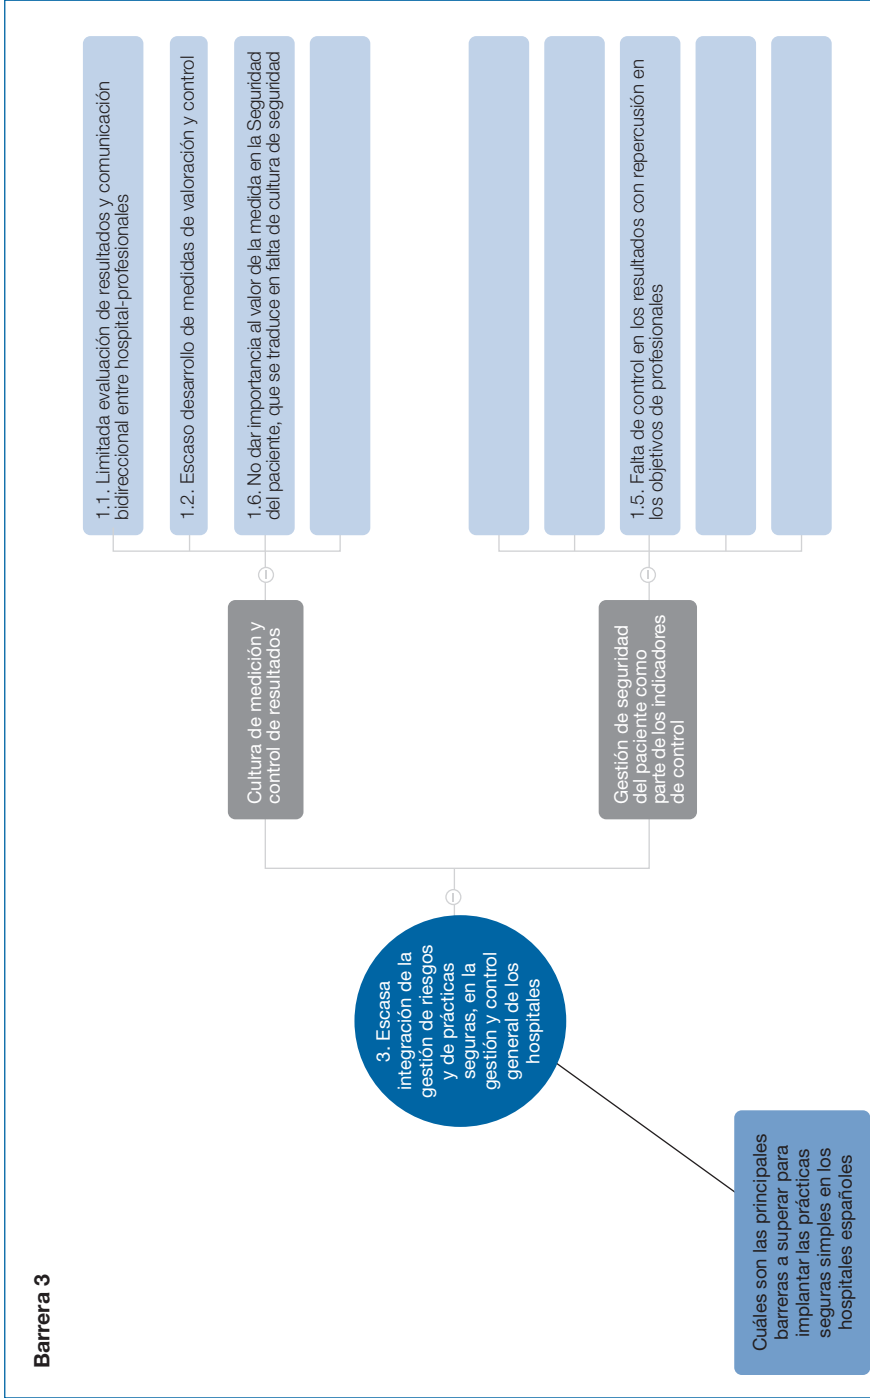 Barrera 3
Cuáles son las principales
barreras a superar para
implantar las prácticas
seguras simples en los
hospitales españoles
3. Escasa
integración de la
gestión de riesgos
y de prácticas
seguras, en la
gestión y control
general de los
hospitales
Cultura de medición y
control de resultados
1.1. Limitada evaluación de resultados y comunicación
bidireccional entre hospital-profesionales
1.2. Escaso desarrollo de medidas de valoración y control
1.6. No dar importancia al valor de la medida en la Seguridad
del paciente, que se traduce en falta de cultura de seguridad
Gestión de seguridad
del paciente como
parte de los indicadores
de control
1.5. Falta de control en los resultados con repercusión en
los objetivos de profesionales